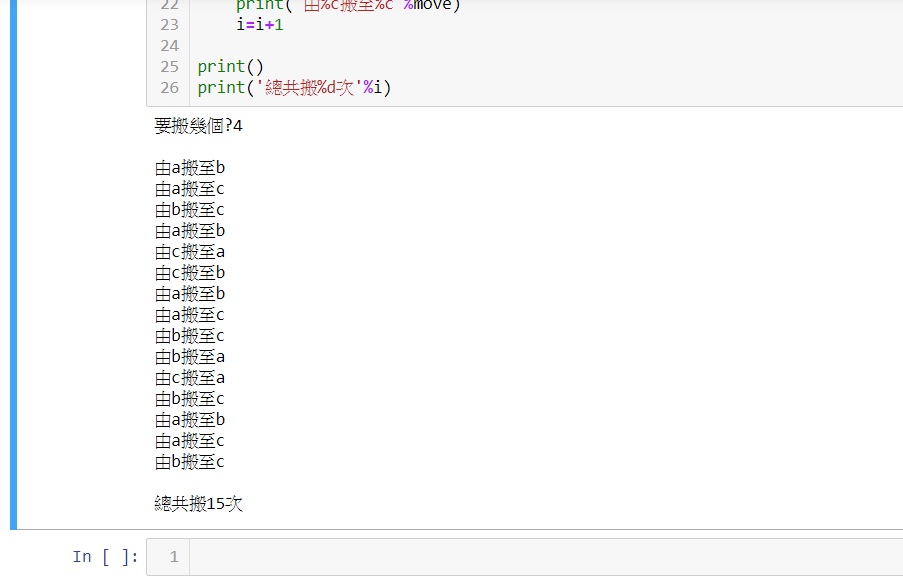 22 print('由%c搬至%c'%move)
23 i=i+1
24
25 print()
26 print('總共搬%d次'%i)
要搬幾個?4
由a搬至b
由a搬至c
由b搬至c
由a搬至b
由c搬至a
由c搬至b
由a搬至b
由a搬至c
由b搬至c
由b搬至a
由c搬至a
由b搬至c
由a搬至b
由a搬至c
由b搬至c
總共搬15次
In [ ]: 1